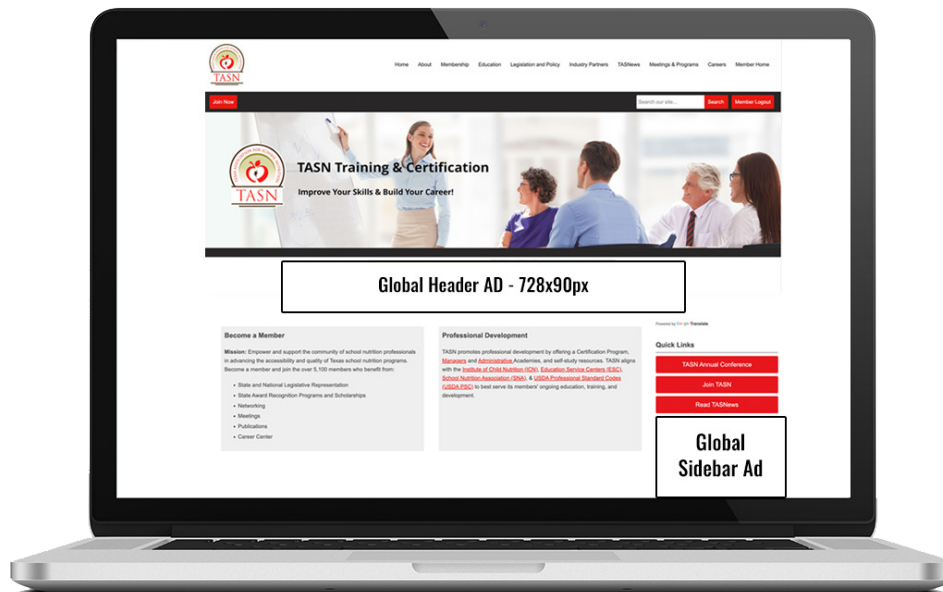 TASN
Home About Membership Education Legislation and Policy Industry Partners TASNews Meetings & Programs Careers Member Home
Join Now
Search our site...
Search
Member Logout
TASN
TASN Training & Certification
Improve Your Skills & Build Your Career!
Global Header AD - 728x90px
Become a Member
Mission: Empower and support the community of school nutrition professionals
in advancing the accessibility and quality of Texas school nutrition programs.
Become a member and join the over 5,100 members who benefit from:
• State and National Legislative Representation
• State Award Recognition Programs and Scholarships
• Networking
• Meetings
• Publications
• Career Center
Professional Development
TASN promotes professional development by offering a Certification Program,
Managers and Administrative Academies, and self-study resources. TASN aligns
with the Institute of Child Nutrition (ICN), Education Service Centers (ESC),
School Nutrition Association (SNA), & USDA Professional Standard Codes
(USDA PSC) to best serve its members' ongoing education, training, and
development.
Powered by Translate
Quick Links
TASN Annual Conference
Join TASN
Read TASNews
Global
Sidebar Ad